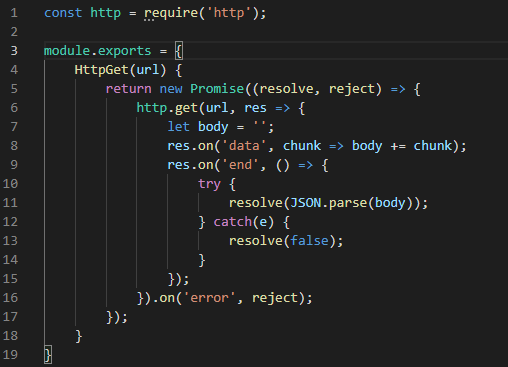 1 const http = require('http');
2
3 module.exports = {
4     HttpGet(url) {
5         return new Promise((resolve, reject) => {
6             http.get(url, res => {
7                 let body = '';
8                 res.on('data', chunk => body += chunk);
9                 res.on('end', () => {
10                     try {
11                         resolve(JSON.parse(body));
12                     } catch(e) {
13                         resolve(false);
14                     }
15                 });
16             }).on('error', reject);
17         });
18     }
19 }